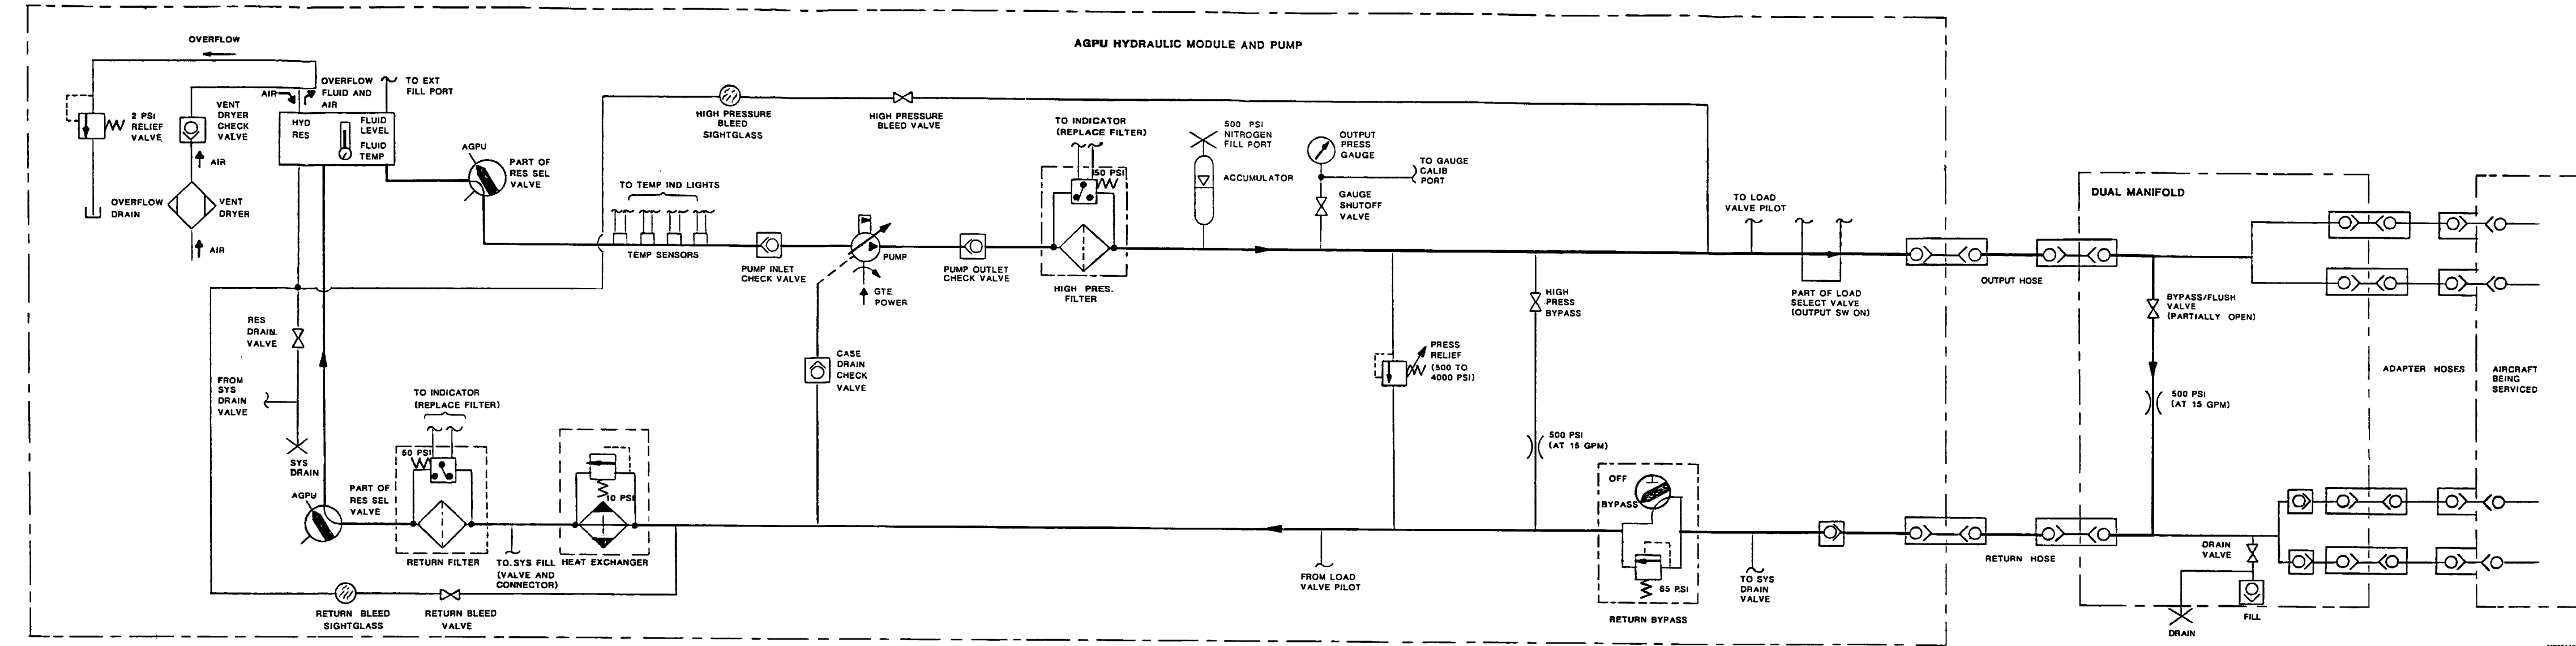 AGPU HYDRAULIC MODULE AND PUMP
OVERFLOW
AIR
OVERFLOW
FLUID AND
AIR
TO EXT
FILL PORT
2 PSI
RELIEF
VALVE
VENT
DRYER
CHECK
VALVE
AIR
HYD
RES
FLUID
LEVEL
FLUID
TEMP
OVERFLOW
DRAIN
VENT
DRYER
AIR
AGPU
PART OF
RES SEL
VALVE
TO TEMP IND LIGHTS
TEMP SENSORS
HIGH PRESSURE
BLEED
SIGHTGLASS
HIGH PRESSURE
BLEED VALVE
PUMP INLET
CHECK VALVE
PUMP
GTE
POWER
PUMP OUTLET
CHECK VALVE
TO INDICATOR
(REPLACE FILTER)
50 PSI
HIGH PRES.
FILTER
500 PSI
NITROGEN
FILL PORT
ACCUMULATOR
OUTPUT
PRESS
GAUGE
TO GAUGE
CALIB
PORT
GAUGE
SHUTOFF
VALVE
TO LOAD
VALVE PILOT
PART OF LOAD
SELECT VALVE
(OUTPUT SW ON)
OUTPUT HOSE
DUAL MANIFOLD
BYPASS/FLUSH
VALVE
(PARTIALLY OPEN)
500 PSI
(AT 15 GPM)
ADAPTER HOSES
AIRCRAFT
BEING
SERVICED
HIGH
PRESS
BYPASS
PRESS
RELIEF
(500 TO
4000 PSI)
500 PSI
(AT 15 GPM)
CASE
DRAIN
CHECK
VALVE
RES
DRAIN
VALVE
FROM
SYS
DRAIN
VALVE
SYS
DRAIN
TO INDICATOR
(REPLACE FILTER)
50 PSI
AGPU
PART OF
RES SEL
VALVE
RETURN FILTER
TO SYS FILL
(VALVE AND
CONNECTOR)
10 PSI
HEAT EXCHANGER
RETURN BLEED
SIGHTGLASS
RETURN BLEED
VALVE
FROM LOAD
VALVE PILOT
OFF
BYPASS
65 PSI
RETURN BYPASS
TO SYS
DRAIN
VALVE
RETURN HOSE
DRAIN
VALVE
DRAIN
FILL